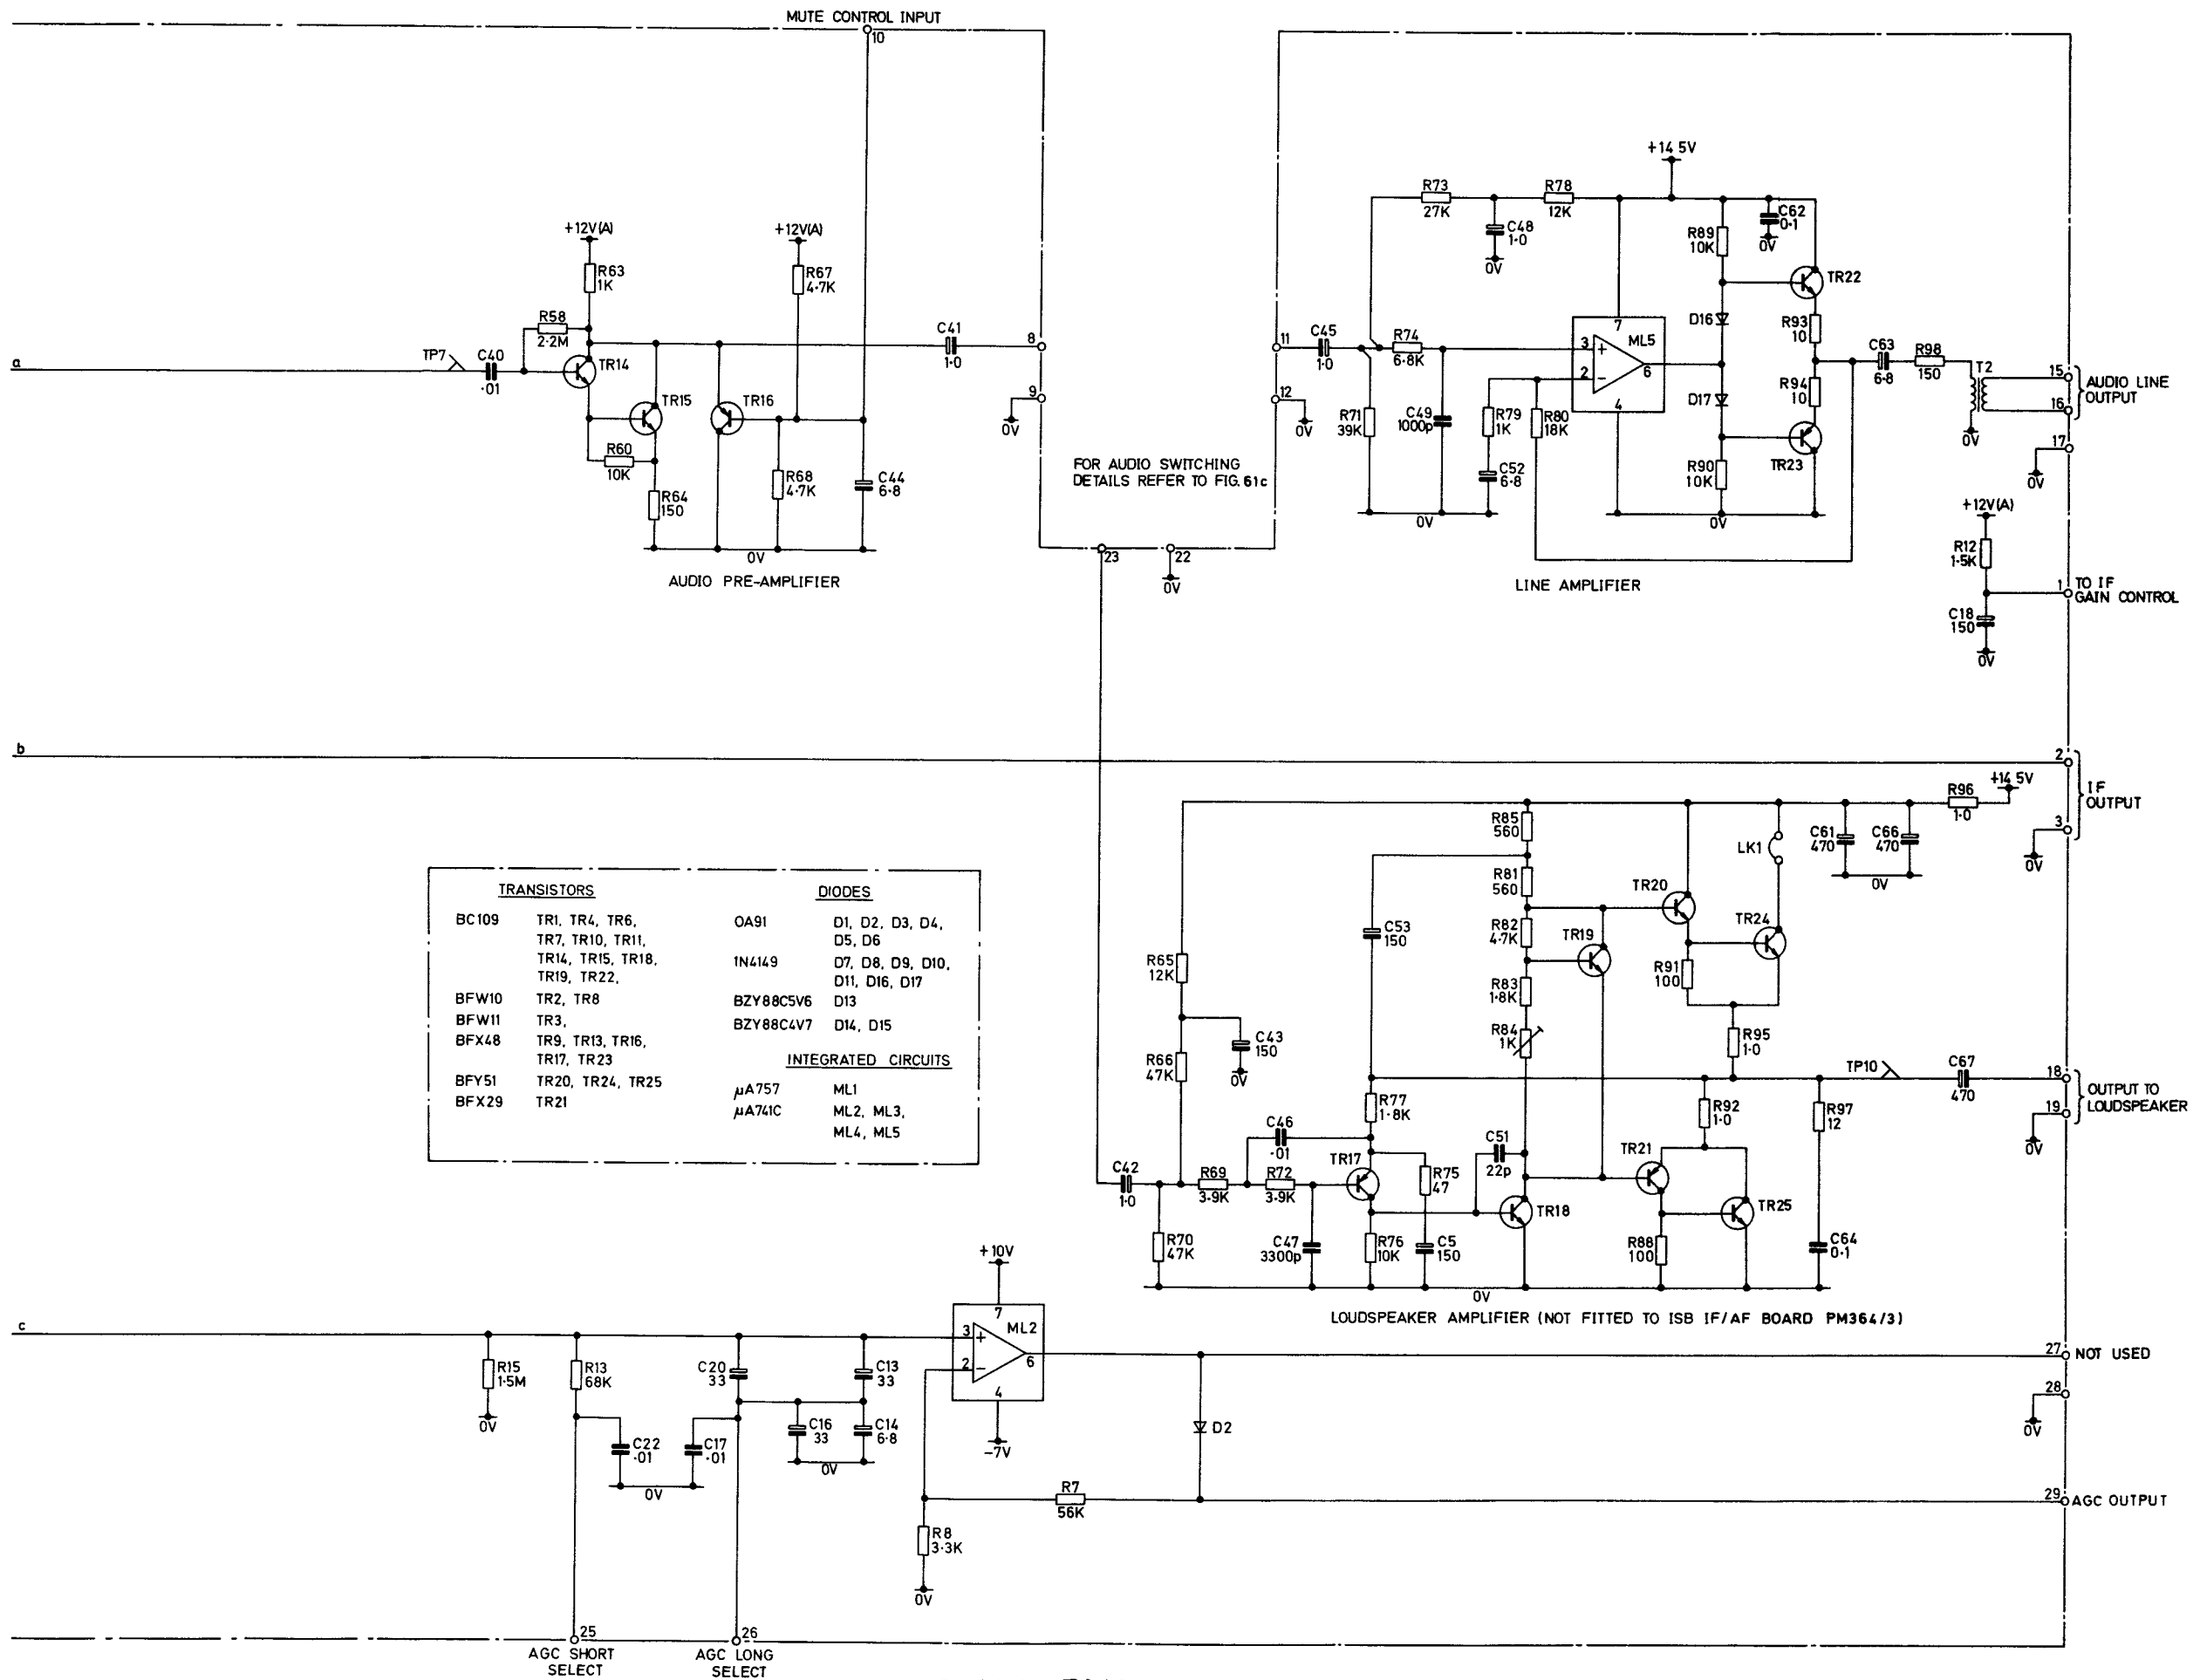 MUTE CONTROL INPUT
10
+12V(A)
R63
1K
R58
2·2M
+12V(A)
R67
4·7K
a
TP7
C40
·01
TR14
TR15
TR16
C41
1·0
8
9
0V
R60
10K
R64
150
R68
4·7K
C44
6·8
0V
AUDIO PRE-AMPLIFIER
FOR AUDIO SWITCHING
DETAILS REFER TO FIG. 61c
23
22
0V
+14 5V
R73
27K
R78
12K
C48
1·0
0V
R89
10K
C62
0·1
0V
TR22
11
C45
1·0
R74
6·8K
7
ML5
3
+
2
−
6
4
D16
D17
R93
10
R94
10
C63
6·8
R98
150
T2
15
16
AUDIO LINE
OUTPUT
0V
17
0V
12
0V
R71
39K
C49
1000p
R79
1K
R80
18K
C52
6·8
R90
10K
TR23
0V
0V
LINE AMPLIFIER
+12V(A)
R12
1·5K
1
TO IF
GAIN CONTROL
C18
150
0V
b
2
IF
OUTPUT
3
0V
+14 5V
R96
1·0
C61
470
C66
470
0V
LK1
R85
560
R81
560
R82
4·7K
R83
1·8K
R84
1K
C53
150
TR19
TR20
TR24
R91
100
R95
1·0
R65
12K
R66
47K
C43
150
0V
TP10
C67
470
18
19
OUTPUT TO
LOUDSPEAKER
0V
R77
1·8K
R92
1·0
R97
12
C46
·01
C51
22p
TR17
TR21
C42
1·0
R69
3·9K
R72
3·9K
R75
47
TR18
TR25
R70
47K
C47
3300p
R76
10K
C5
150
R88
100
C64
0·1
0V
LOUDSPEAKER AMPLIFIER (NOT FITTED TO ISB IF/AF BOARD PM364/3)
TRANSISTORS
BC109 TR1, TR4, TR6,
TR7, TR10, TR11,
TR14, TR15, TR18,
TR19, TR22,
BFW10 TR2, TR8
BFW11 TR3,
BFX48 TR9, TR13, TR16,
TR17, TR23
BFY51 TR20, TR24, TR25
BFX29 TR21
DIODES
OA91 D1, D2, D3, D4,
D5, D6
1N4149 D7, D8, D9, D10,
D11, D16, D17
BZY88C5V6 D13
BZY88C4V7 D14, D15
INTEGRATED CIRCUITS
µA757 ML1
µA741C ML2, ML3,
ML4, ML5
c
R15
1·5M
0V
R13
68K
C20
33
C13
33
C16
33
C14
6·8
0V
C22
·01
C17
·01
0V
+10V
7
ML2
3
+
2
−
6
4
-7V
D2
R7
56K
R8
3·3K
0V
27
NOT USED
28
0V
29
AGC OUTPUT
25
AGC SHORT
SELECT
26
AGC LONG
SELECT